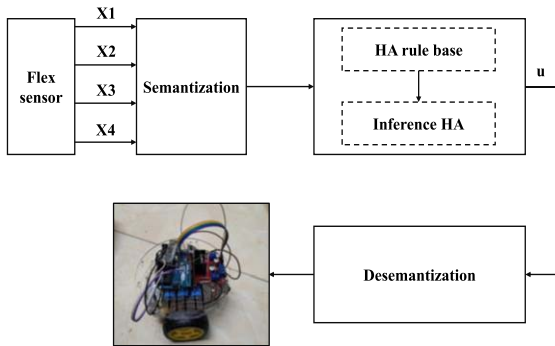 X1
X2
X3
X4
Flex
sensor
Semantization
HA rule base
Inference HA
u
Desemantization